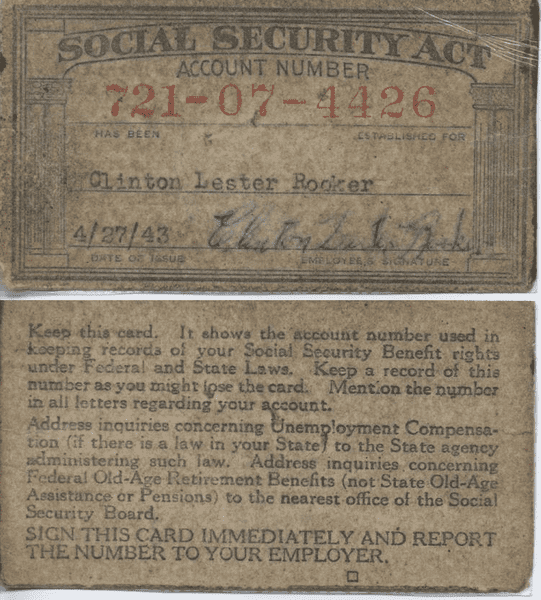 SOCIAL SECURITY ACT
ACCOUNT NUMBER
721-07-4426
HAS BEEN ESTABLISHED FOR
Clinton Lester Rooker
4/27/43 Clinton Lester Rooker
DATE OF ISSUE EMPLOYEE'S SIGNATURE
Keep this card. It shows the account number used in
keeping records of your Social Security Benefit rights
under Federal and State Laws. Keep a record of this
number as you might lose the card. Mention the number
in all letters regarding your account.
Address inquiries concerning Unemployment Compensa-
tion (if there is a law in your State) to the State agency
administering such law. Address inquiries concerning
Federal Old-Age Retirement Benefits (not State Old-Age
Assistance or Pensions) to the nearest office of the Social
Security Board.
SIGN THIS CARD IMMEDIATELY AND REPORT
THE NUMBER TO YOUR EMPLOYER.